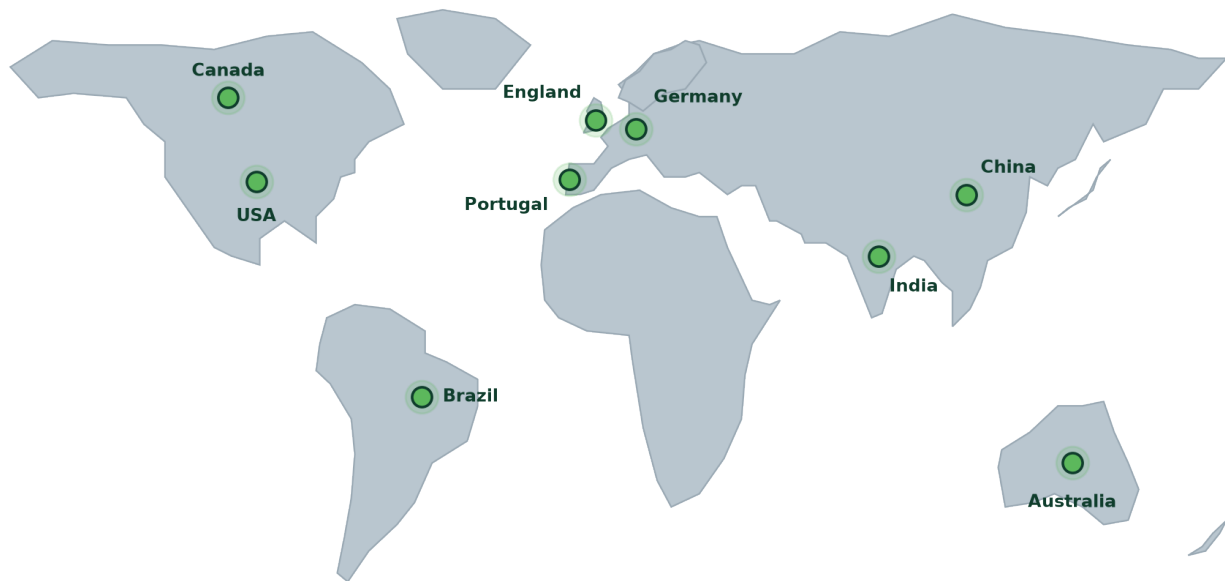 Canada
England
Germany
China
Portugal
USA
India
Brazil
Australia